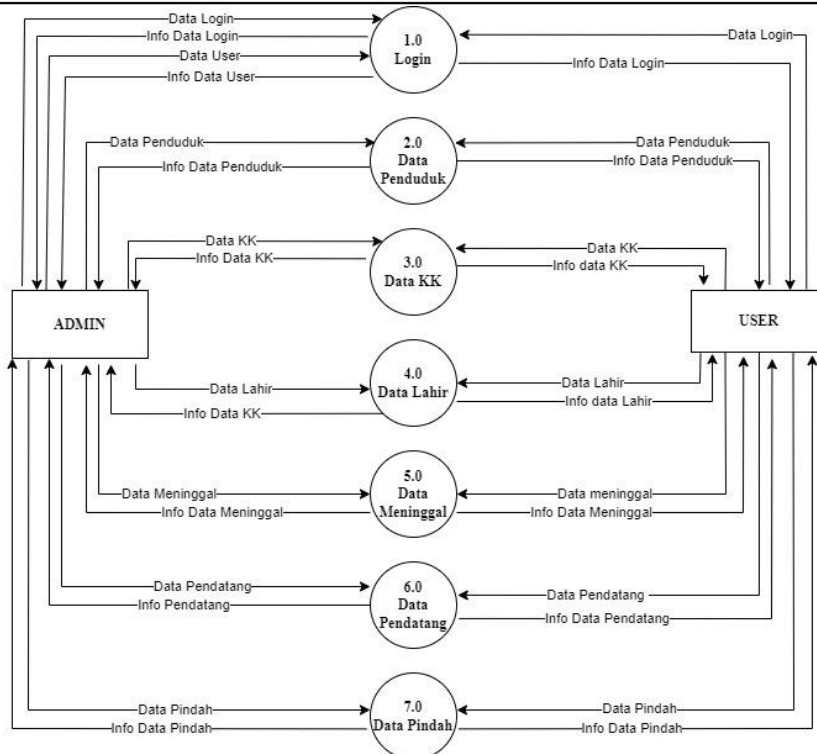 Data Login
Info Data Login
Data User
Info Data User
1.0
Login
Data Login
Info Data Login
Data Penduduk
Info Data Penduduk
2.0
Data
Penduduk
Data Penduduk
Info Data Penduduk
Data KK
Info Data KK
3.0
Data KK
Data KK
Info data KK
ADMIN
USER
Data Lahir
Info Data KK
4.0
Data Lahir
Data Lahir
Info data Lahir
Data Meninggal
Info Data Meninggal
5.0
Data
Meninggal
Data meninggal
Info Data Meninggal
Data Pendatang
Info Pendatang
6.0
Data
Pendatang
Data Pendatang
Info Data Pendatang
Data Pindah
Info Data Pindah
7.0
Data Pindah
Data Pindah
Info Data Pindah